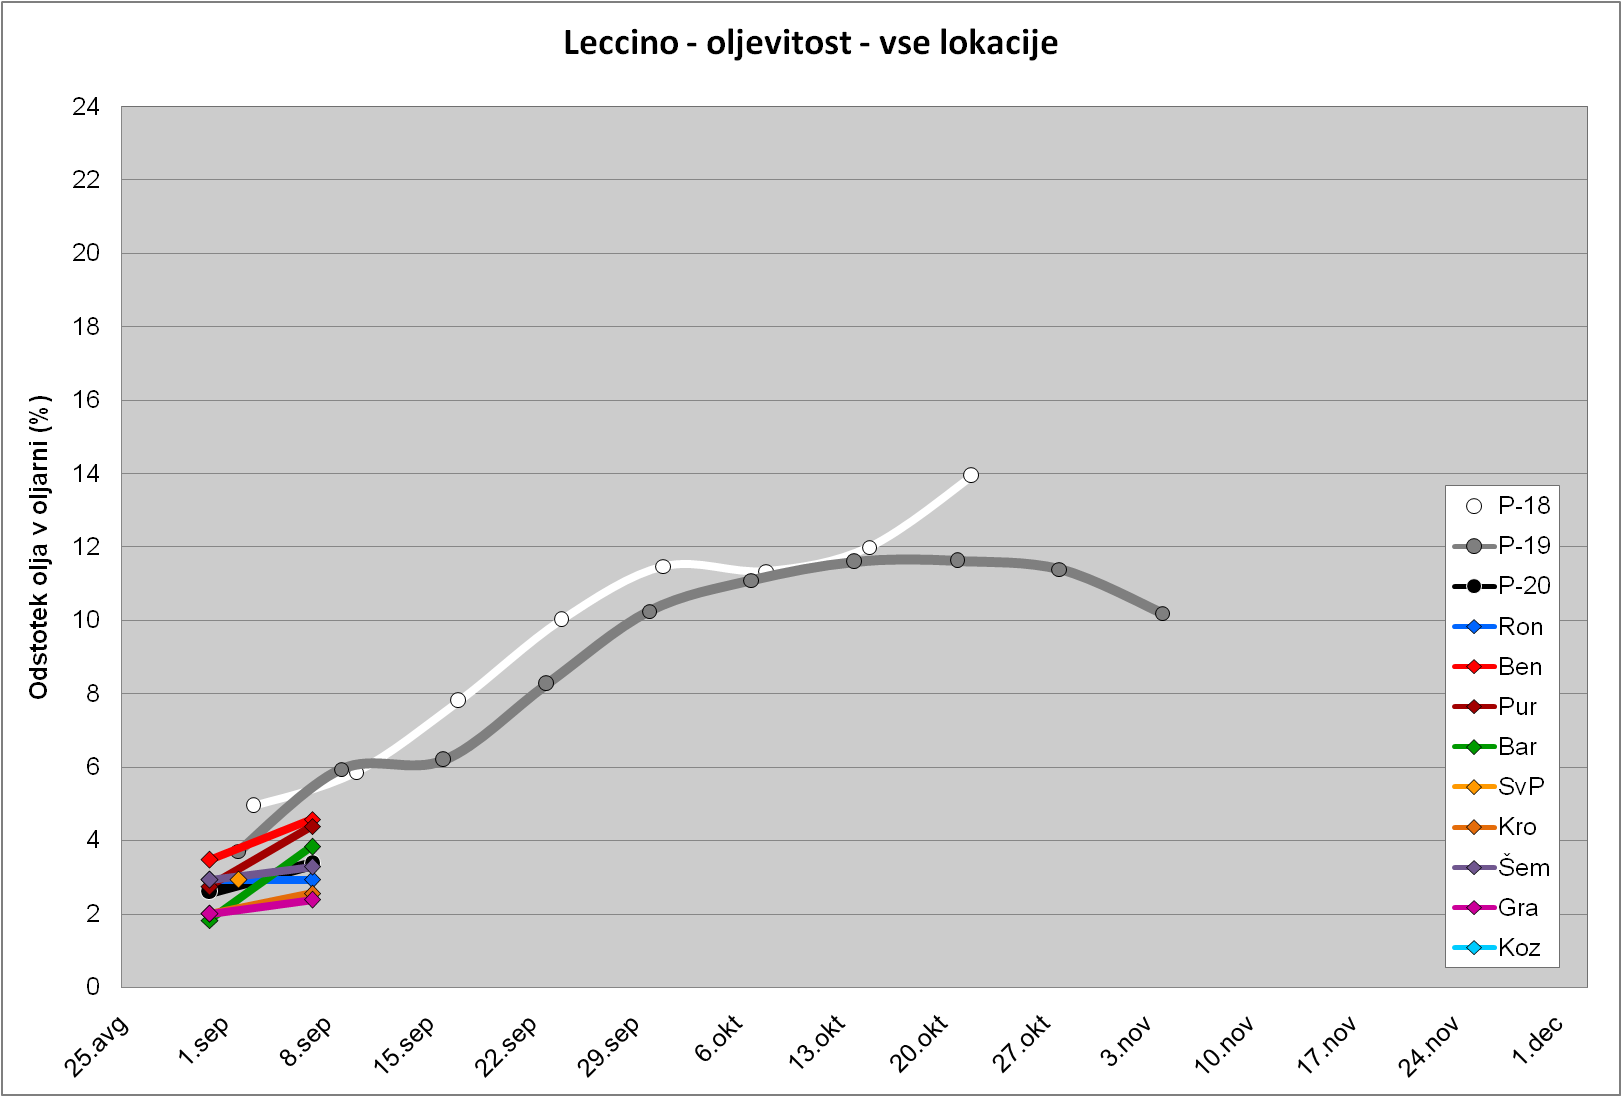 Leccino - oljevitost - vse lokacije
Odstotek olja v oljarni (%)
24
22
20
18
16
14
12
10
8
6
4
2
0
25.avg
1.sep
8.sep
15.sep
22.sep
29.sep
6.okt
13.okt
20.okt
27.okt
3.nov
10.nov
17.nov
24.nov
1.dec
P-18
P-19
P-20
Ron
Ben
Pur
Bar
SvP
Kro
Šem
Gra
Koz